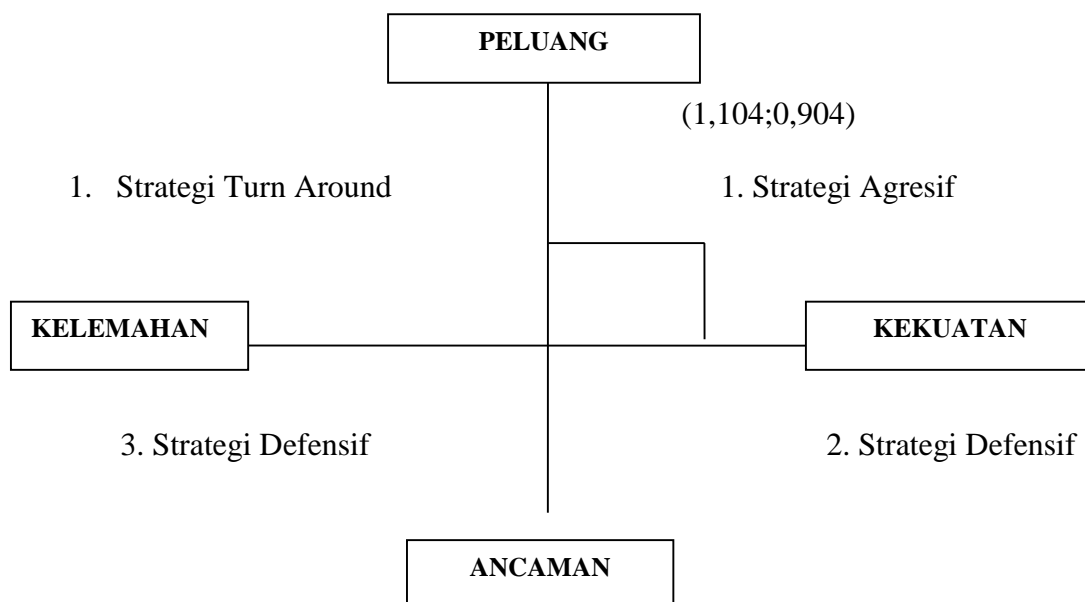 PELUANG
(1,104;0,904)
1. Strategi Turn Around
1. Strategi Agresif
KELEMAHAN
KEKUATAN
3. Strategi Defensif
2. Strategi Defensif
ANCAMAN